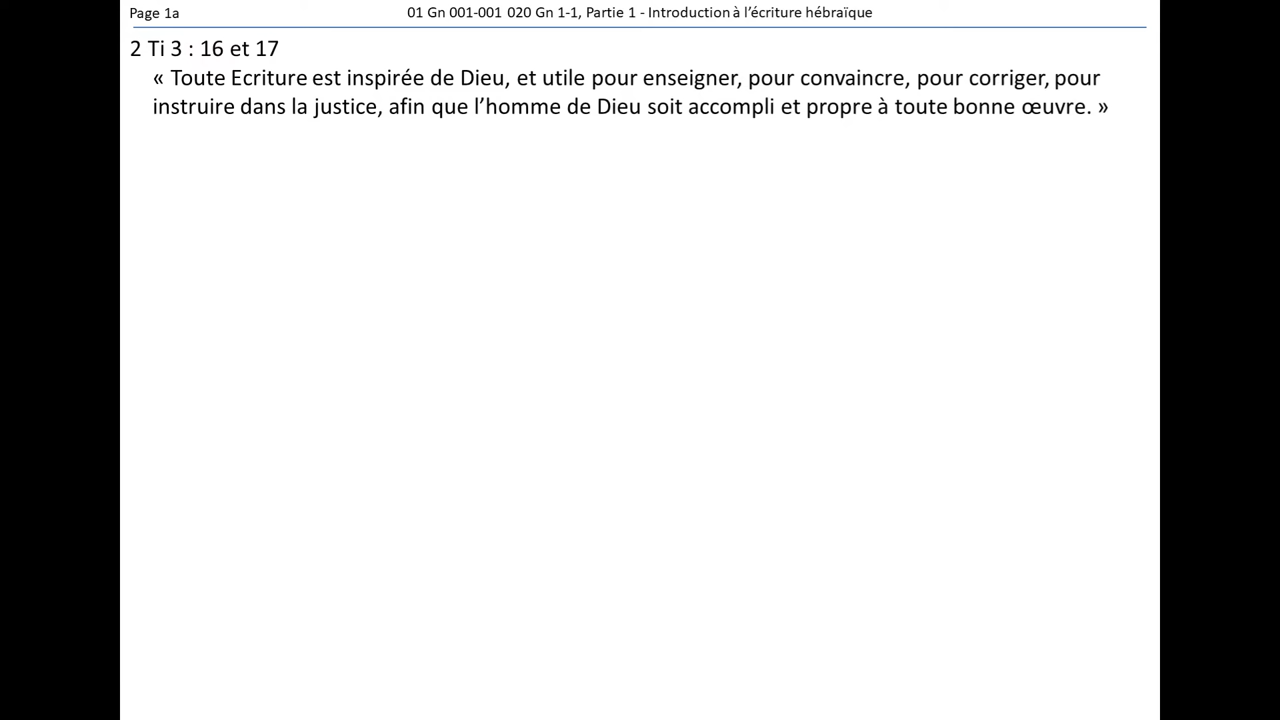 Page 1a
01 Gn 001-001 020 Gn 1-1, Partie 1 - Introduction à l’écriture hébraïque
2 Ti 3 : 16 et 17
« Toute Ecriture est inspirée de Dieu, et utile pour enseigner, pour convaincre, pour corriger, pour
instruire dans la justice, afin que l’homme de Dieu soit accompli et propre à toute bonne œuvre. »